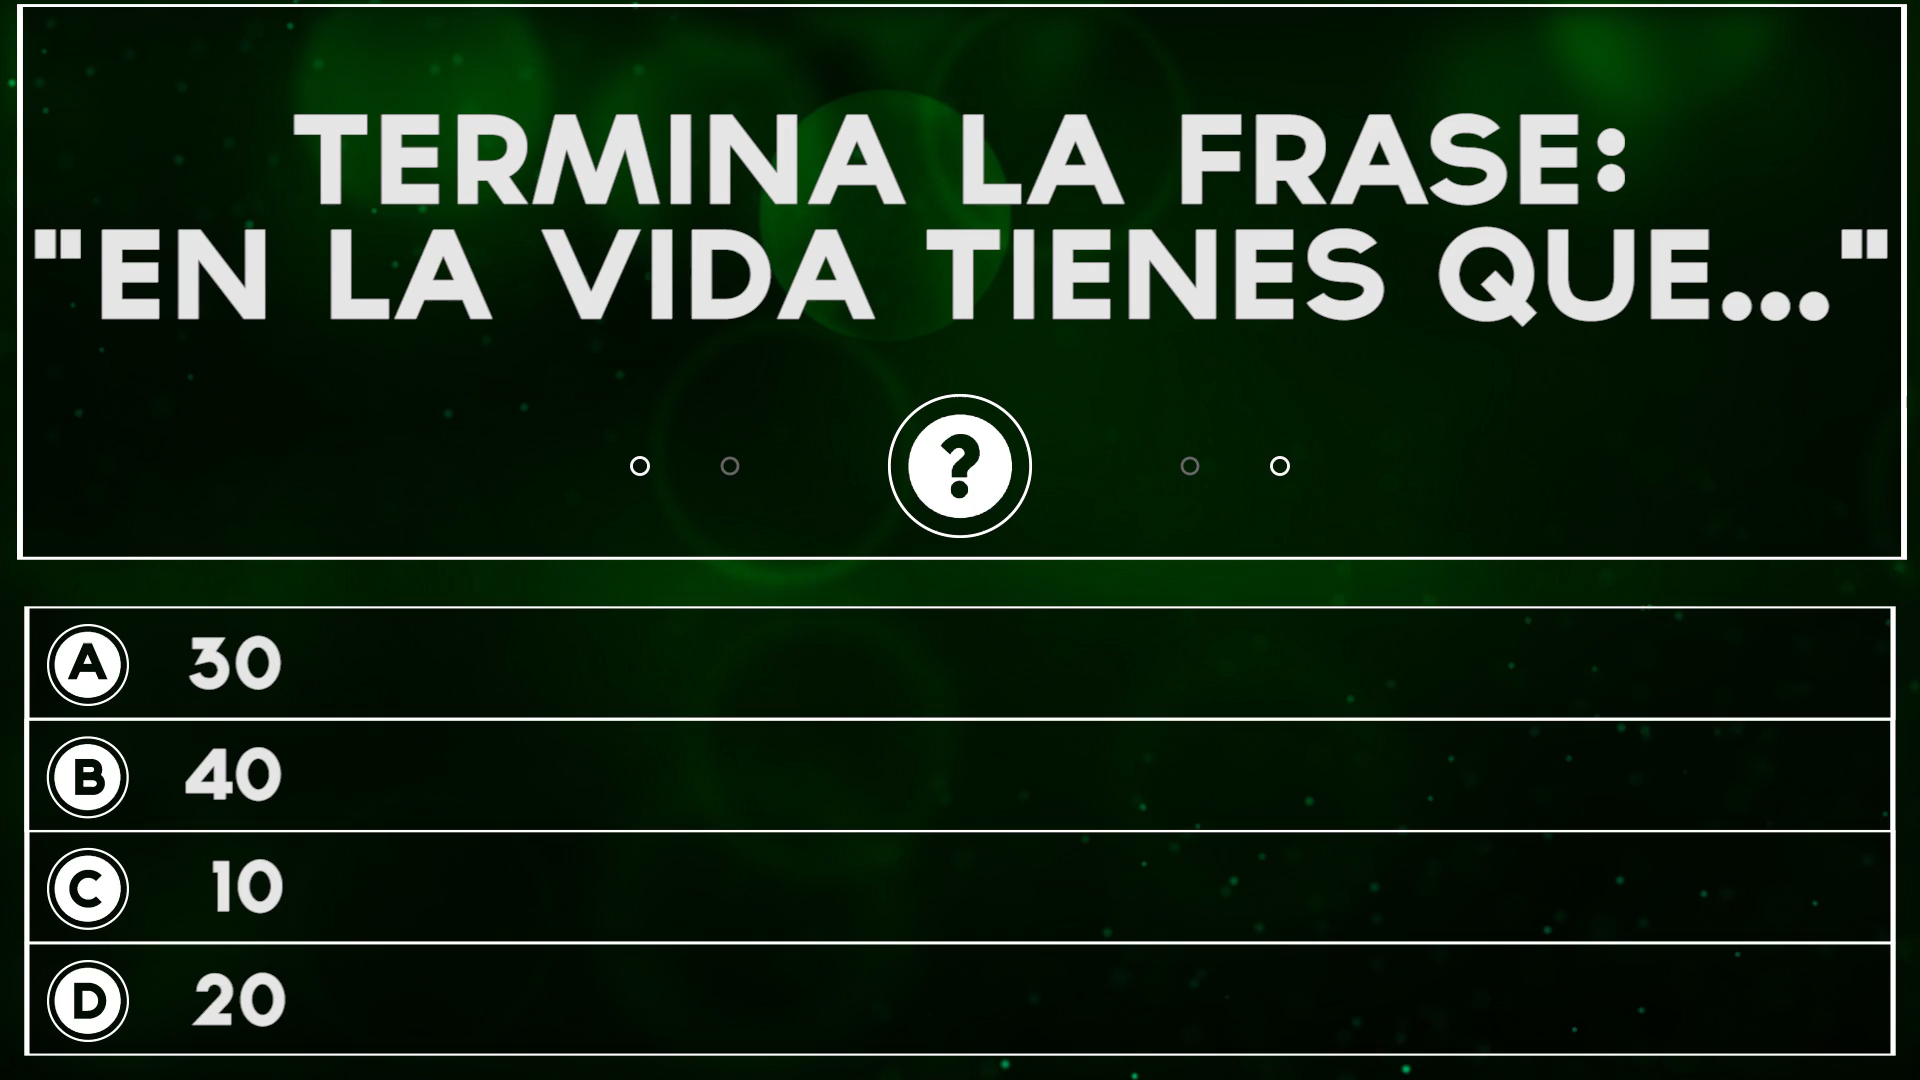 TERMINA LA FRASE:
"EN LA VIDA TIENES QUE..."
?
A 30
B 40
C 10
D 20